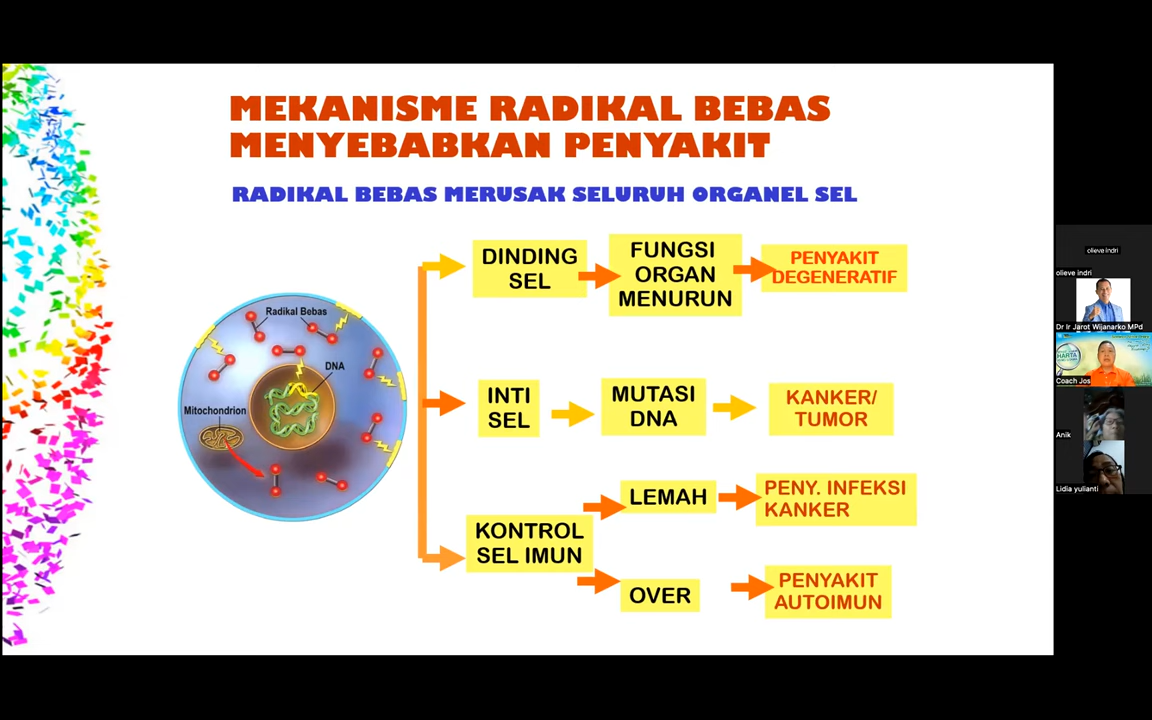 MEKANISME RADIKAL BEBAS
MENYEBABKAN PENYAKIT
RADIKAL BEBAS MERUSAK SELURUH ORGANEL SEL
Radikal Bebas
DNA
Mitochondrion
DINDING
SEL
FUNGSI
ORGAN
MENURUN
PENYAKIT
DEGENERATIF
INTI
SEL
MUTASI
DNA
KANKER/
TUMOR
KONTROL
SEL IMUN
LEMAH
PENY. INFEKSI
KANKER
OVER
PENYAKIT
AUTOIMUN
olieve indri
olieve indri
Dr Ir Jarot Wijanarko MPd
HARTA
Coach Jos
Anik
Lidia yulianti